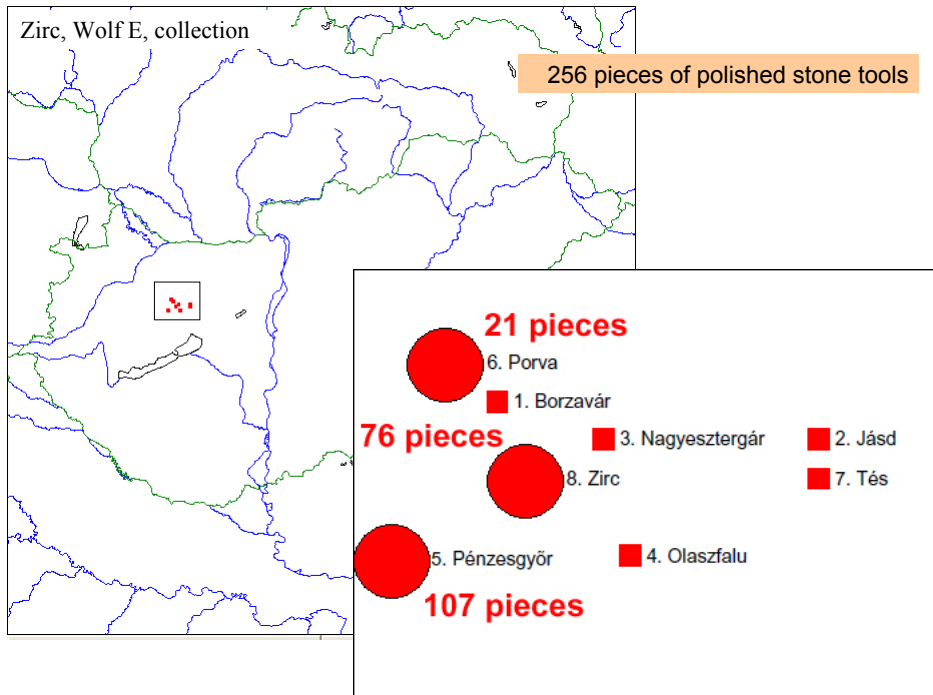 Zirc, Wolf E, collection
256 pieces of polished stone tools
21 pieces
6. Porva
1. Borzavár
76 pieces
3. Nagyesztergár
2. Jásd
8. Zirc
7. Tés
5. Pénzesgyőr
4. Olaszfalu
107 pieces